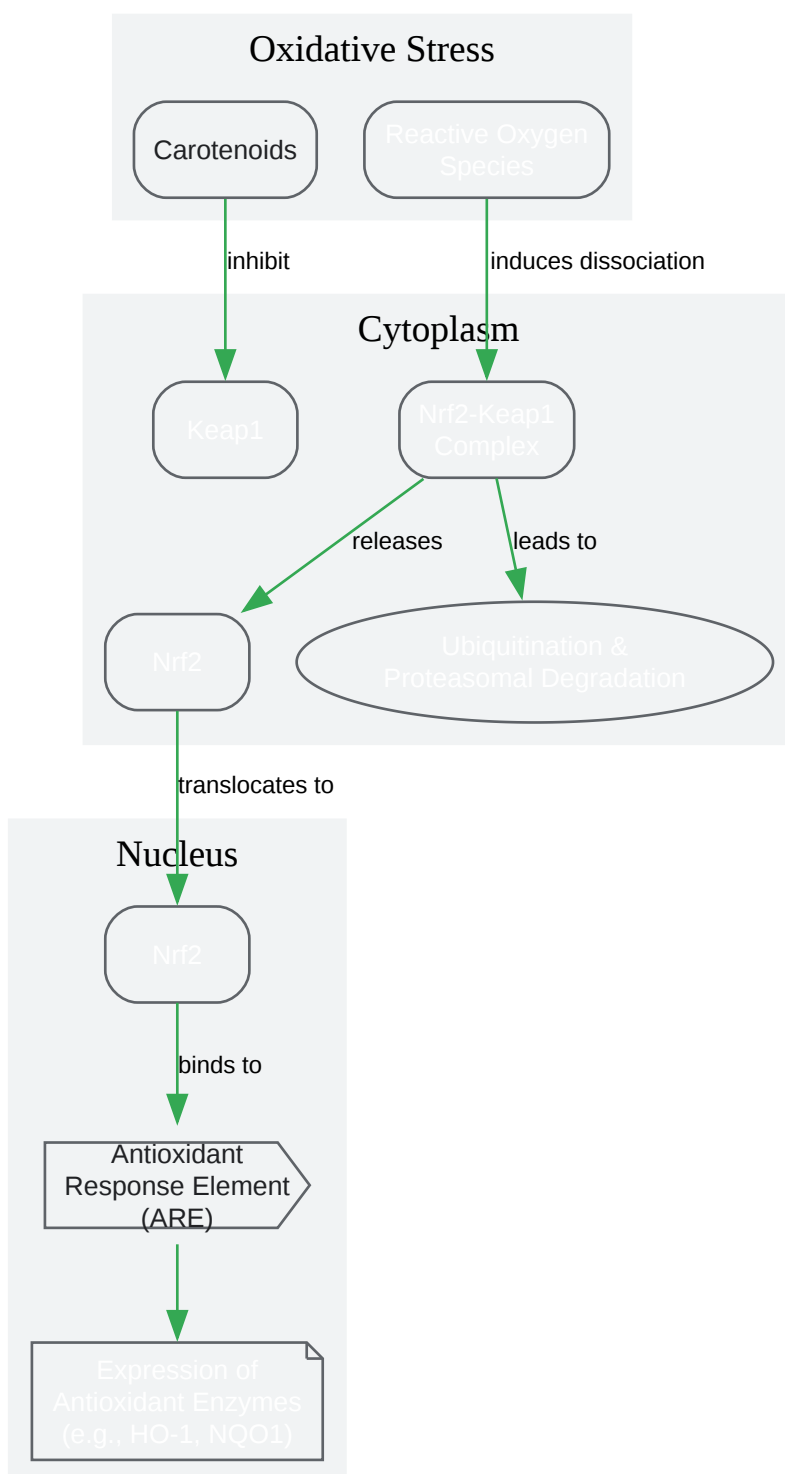 Oxidative Stress
Carotenoids
Reactive Oxygen
Species
inhibit
induces dissociation
Cytoplasm
Keap1
Nrf2-Keap1
Complex
releases
leads to
Nrf2
Ubiquitination &
Proteasomal Degradation
translocates to
Nucleus
Nrf2
binds to
Antioxidant
Response Element
(ARE)
Expression of
Antioxidant Enzymes
(e.g., HO-1, NQO1)